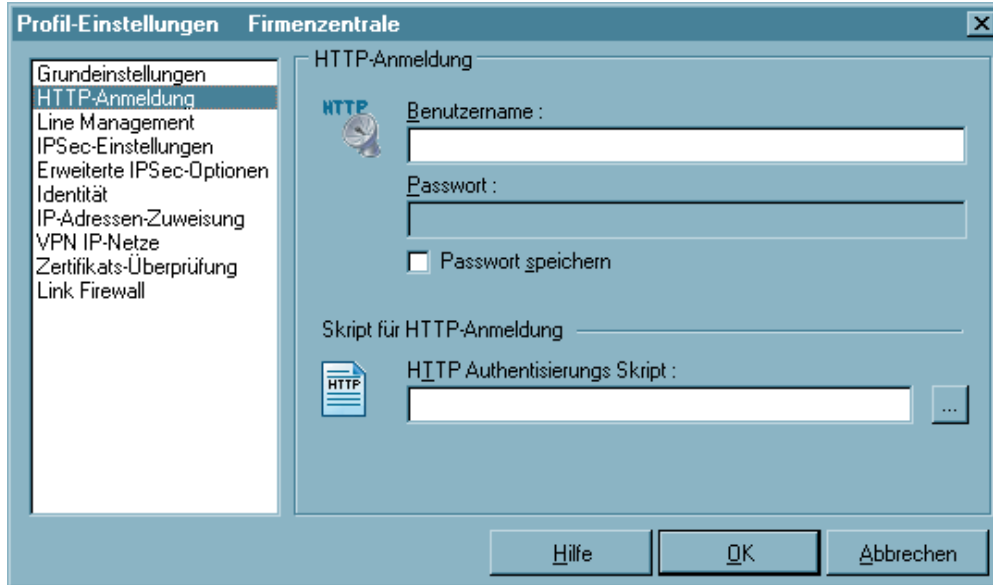 Profil-Einstellungen Firmenzentrale
Grundeinstellungen
HTTP-Anmeldung
Line Management
IPSec-Einstellungen
Erweiterte IPSec-Optionen
Identität
IP-Adressen-Zuweisung
VPN IP-Netze
Zertifikats-Überprüfung
Link Firewall
HTTP-Anmeldung
HTTP
Benutzername :
Passwort :
Passwort speichern
Skript für HTTP-Anmeldung
HTTP
HTTP Authentisierungs Skript :
...
Hilfe
OK
Abbrechen